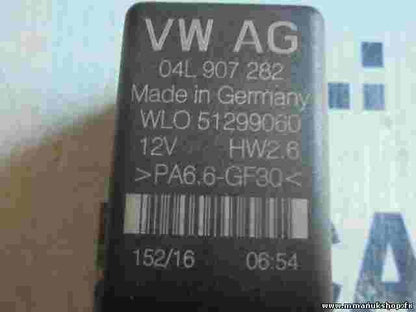 VW AG
04L 907 282
Made in Germany
WLO 51299060
12V HW2.6
>PA6.6-GF30<
152/16 06:54
www.mmanukshop.fi